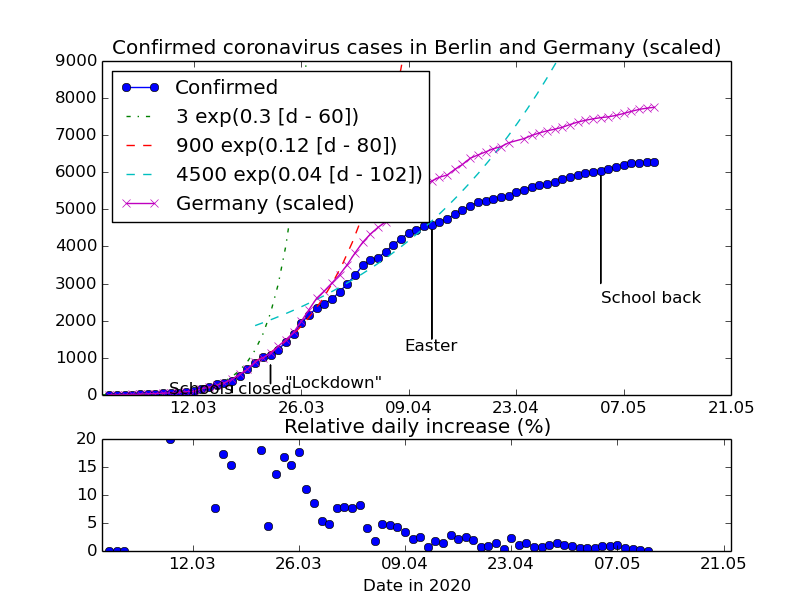 Confirmed coronavirus cases in Berlin and Germany (scaled)
9000
8000
7000
6000
5000
4000
3000
2000
1000
0
Confirmed
3 exp(0.3 [d - 60])
900 exp(0.12 [d - 80])
4500 exp(0.04 [d - 102])
Germany (scaled)
School back
Easter
"Lockdown"
Schools closed
12.03 26.03 09.04 23.04 07.05 21.05
Relative daily increase (%)
20
15
10
5
0
12.03 26.03 09.04 23.04 07.05 21.05
Date in 2020